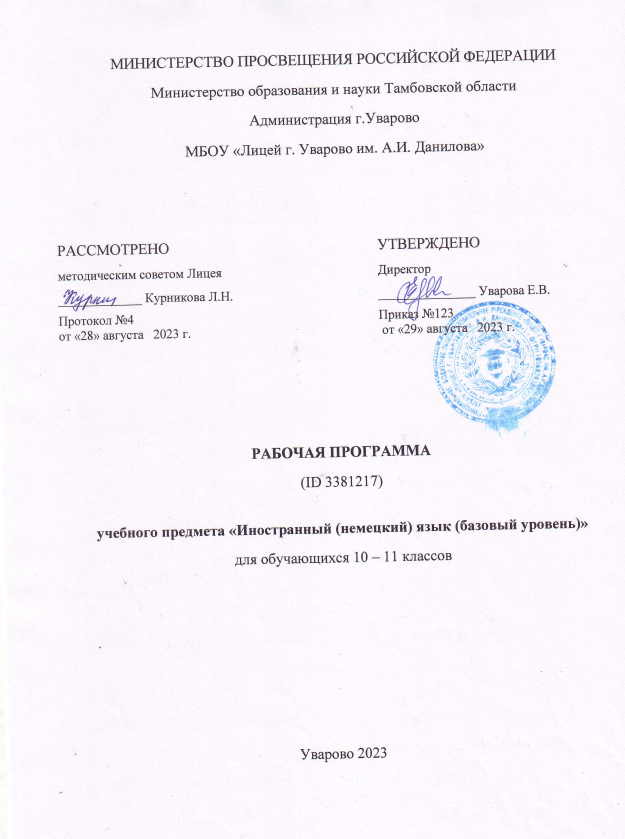 МИНИСТЕРСТВО ПРОСВЕЩЕНИЯ РОССИЙСКОЙ ФЕДЕРАЦИИ
Министерство образования и науки Тамбовской области
Администрация г.Уварово
МБОУ «Лицей г. Уварово им. А.И. Данилова»
РАССМОТРЕНО
методическим советом Лицея
Курникова Л.Н.
Протокол №4
от «28» августа 2023 г.
УТВЕРЖДЕНО
Директор
Уварова Е.В.
Приказ №123
от «29» августа 2023 г.
РАБОЧАЯ ПРОГРАММА
(ID 3381217)
учебного предмета «Иностранный (немецкий) язык (базовый уровень)»
для обучающихся 10 – 11 классов
Уварово 2023